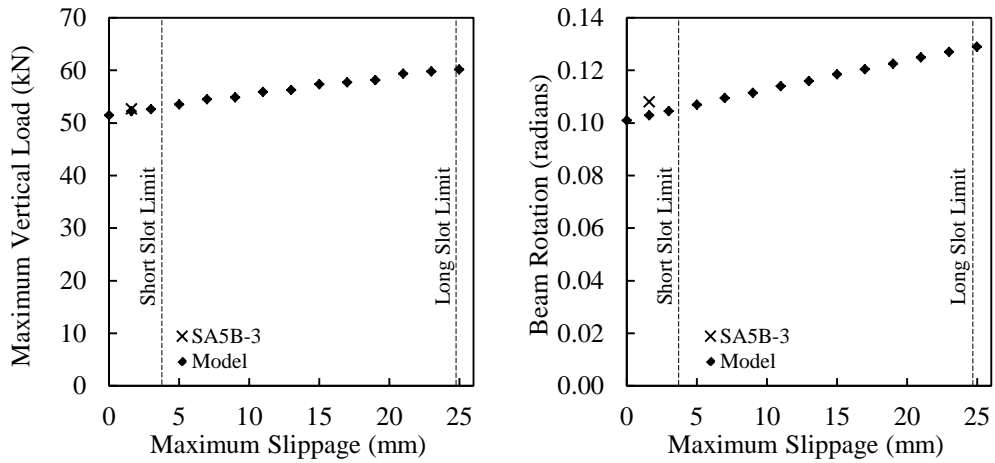 Maximum Vertical Load (kN)
70
60
50
40
30
20
10
0
Short Slot Limit
Long Slot Limit
SA5B-3
Model
0 5 10 15 20 25
Maximum Slippage (mm)
Beam Rotation (radians)
0.14
0.12
0.10
0.08
0.06
0.04
0.02
0.00
Short Slot Limit
Long Slot Limit
SA5B-3
Model
0 5 10 15 20 25
Maximum Slippage (mm)